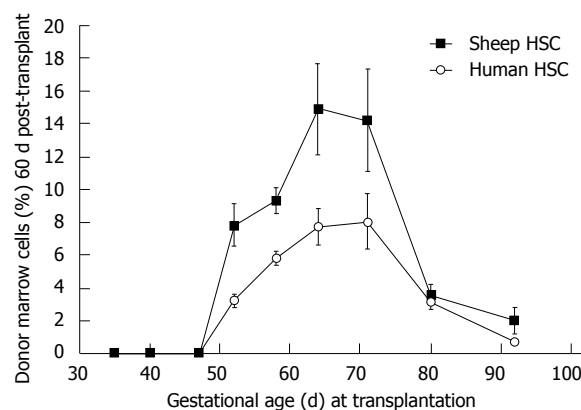 Donor marrow cells (%) 60 d post-transplant
20
18
16
14
12
10
8
6
4
2
0
Sheep HSC
Human HSC
30 40 50 60 70 80 90 100
Gestational age (d) at transplantation